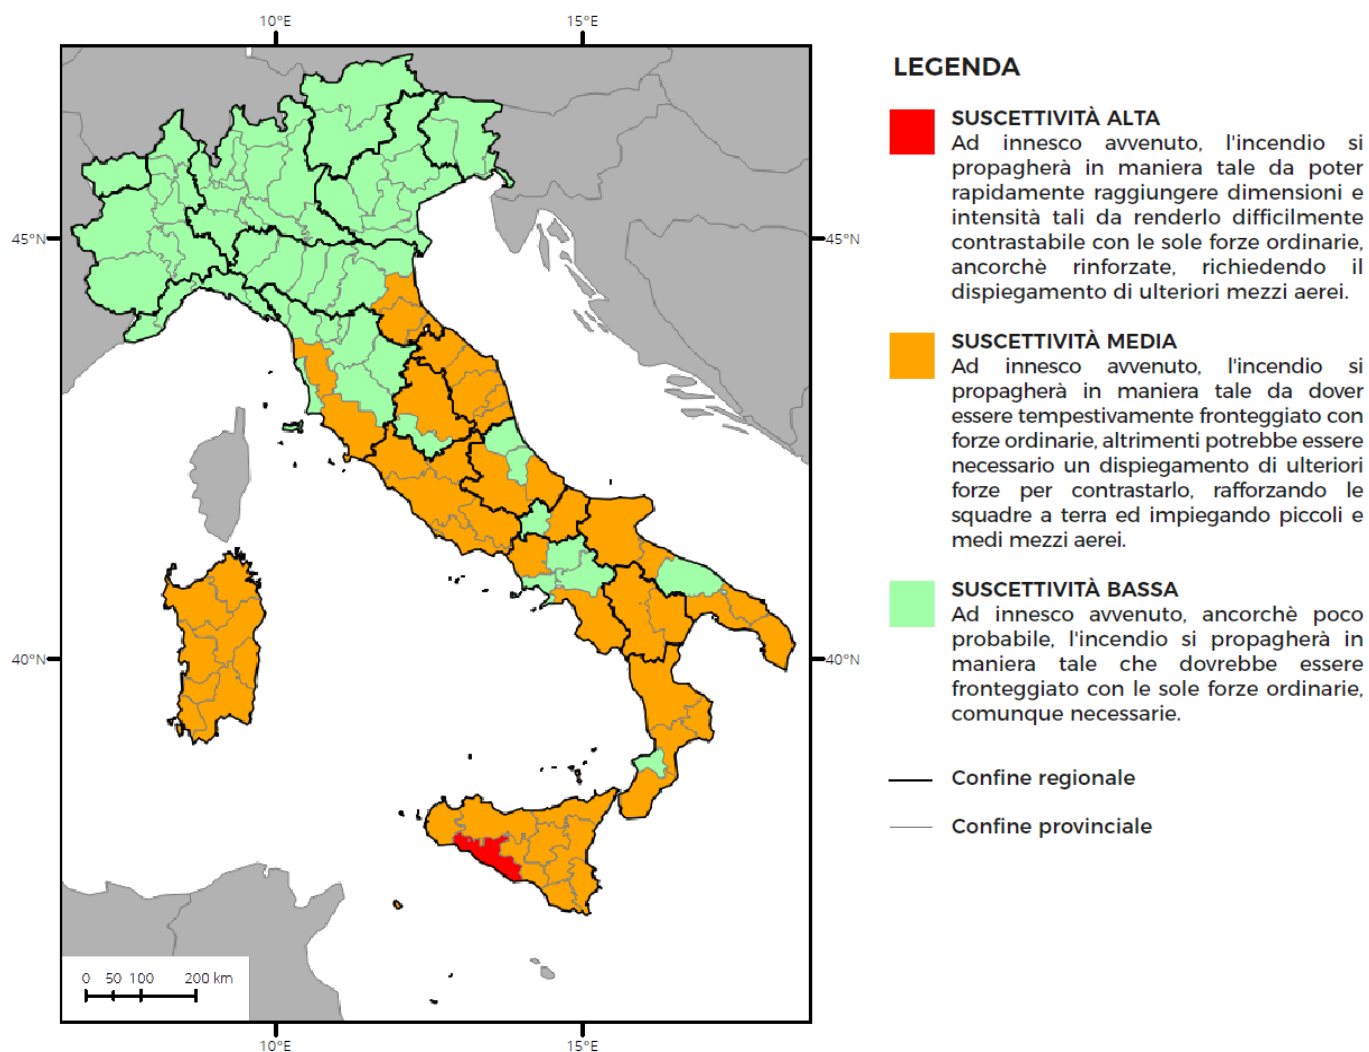 10°E 15°E
45°N 45°N
40°N 40°N
0 50 100 200 km
10°E 15°E
LEGENDA
SUSCETTIVITÀ ALTA
Ad innesco avvenuto, l'incendio si
propagherà in maniera tale da poter
rapidamente raggiungere dimensioni e
intensità tali da renderlo difficilmente
contrastabile con le sole forze ordinarie,
ancorchè rinforzate, richiedendo il
dispiegamento di ulteriori mezzi aerei.
SUSCETTIVITÀ MEDIA
Ad innesco avvenuto, l'incendio si
propagherà in maniera tale da dover
essere tempestivamente fronteggiato con
forze ordinarie, altrimenti potrebbe essere
necessario un dispiegamento di ulteriori
forze per contrastarlo, rafforzando le
squadre a terra ed impiegando piccoli e
medi mezzi aerei.
SUSCETTIVITÀ BASSA
Ad innesco avvenuto, ancorchè poco
probabile, l'incendio si propagherà in
maniera tale che dovrebbe essere
fronteggiato con le sole forze ordinarie,
comunque necessarie.
Confine regionale
Confine provinciale